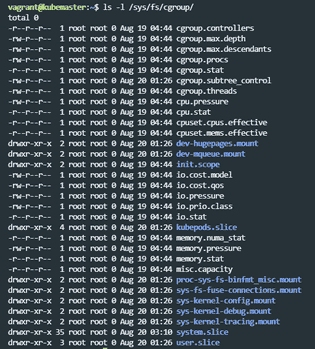 vagrant@kubemaster:~$ ls -l /sys/fs/cgroup/
total 0
-r--r--r--  1 root root 0 Aug 19 04:44 cgroup.controllers
-rw-r--r--  1 root root 0 Aug 19 04:44 cgroup.max.depth
-rw-r--r--  1 root root 0 Aug 19 04:44 cgroup.max.descendants
-rw-r--r--  1 root root 0 Aug 19 04:44 cgroup.procs
-r--r--r--  1 root root 0 Aug 19 04:44 cgroup.stat
-rw-r--r--  1 root root 0 Aug 20 01:26 cgroup.subtree_control
-rw-r--r--  1 root root 0 Aug 19 04:44 cgroup.threads
-rw-r--r--  1 root root 0 Aug 19 04:44 cpu.pressure
-r--r--r--  1 root root 0 Aug 19 04:44 cpu.stat
-r--r--r--  1 root root 0 Aug 19 04:44 cpuset.cpus.effective
-r--r--r--  1 root root 0 Aug 19 04:44 cpuset.mems.effective
drwxr-xr-x  2 root root 0 Aug 20 01:26 dev-hugepages.mount
drwxr-xr-x  2 root root 0 Aug 20 01:26 dev-mqueue.mount
drwxr-xr-x  2 root root 0 Aug 20 01:26 init.scope
-rw-r--r--  1 root root 0 Aug 19 04:44 io.cost.model
-rw-r--r--  1 root root 0 Aug 19 04:44 io.cost.qos
-rw-r--r--  1 root root 0 Aug 19 04:44 io.pressure
-rw-r--r--  1 root root 0 Aug 19 04:44 io.prio.class
-r--r--r--  1 root root 0 Aug 19 04:44 io.stat
drwxr-xr-x  4 root root 0 Aug 20 01:26 kubepods.slice
-r--r--r--  1 root root 0 Aug 19 04:44 memory.numa_stat
-rw-r--r--  1 root root 0 Aug 19 04:44 memory.pressure
-r--r--r--  1 root root 0 Aug 19 04:44 memory.stat
-r--r--r--  1 root root 0 Aug 19 04:44 misc.capacity
drwxr-xr-x  2 root root 0 Aug 20 01:26 proc-sys-fs-binfmt_misc.mount
drwxr-xr-x  2 root root 0 Aug 20 01:26 sys-fs-fuse-connections.mount
drwxr-xr-x  2 root root 0 Aug 20 01:26 sys-kernel-config.mount
drwxr-xr-x  2 root root 0 Aug 20 01:26 sys-kernel-debug.mount
drwxr-xr-x  2 root root 0 Aug 20 01:26 sys-kernel-tracing.mount
drwxr-xr-x 35 root root 0 Aug 20 03:10 system.slice
drwxr-xr-x  3 root root 0 Aug 20 01:26 user.slice